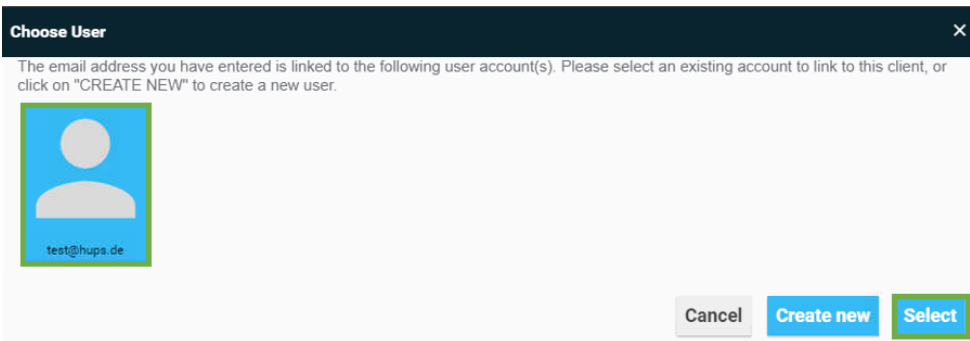 Choose User
×
The email address you have entered is linked to the following user account(s). Please select an existing account to link to this client, or
click on "CREATE NEW" to create a new user.
test@hups.de
Cancel Create new Select